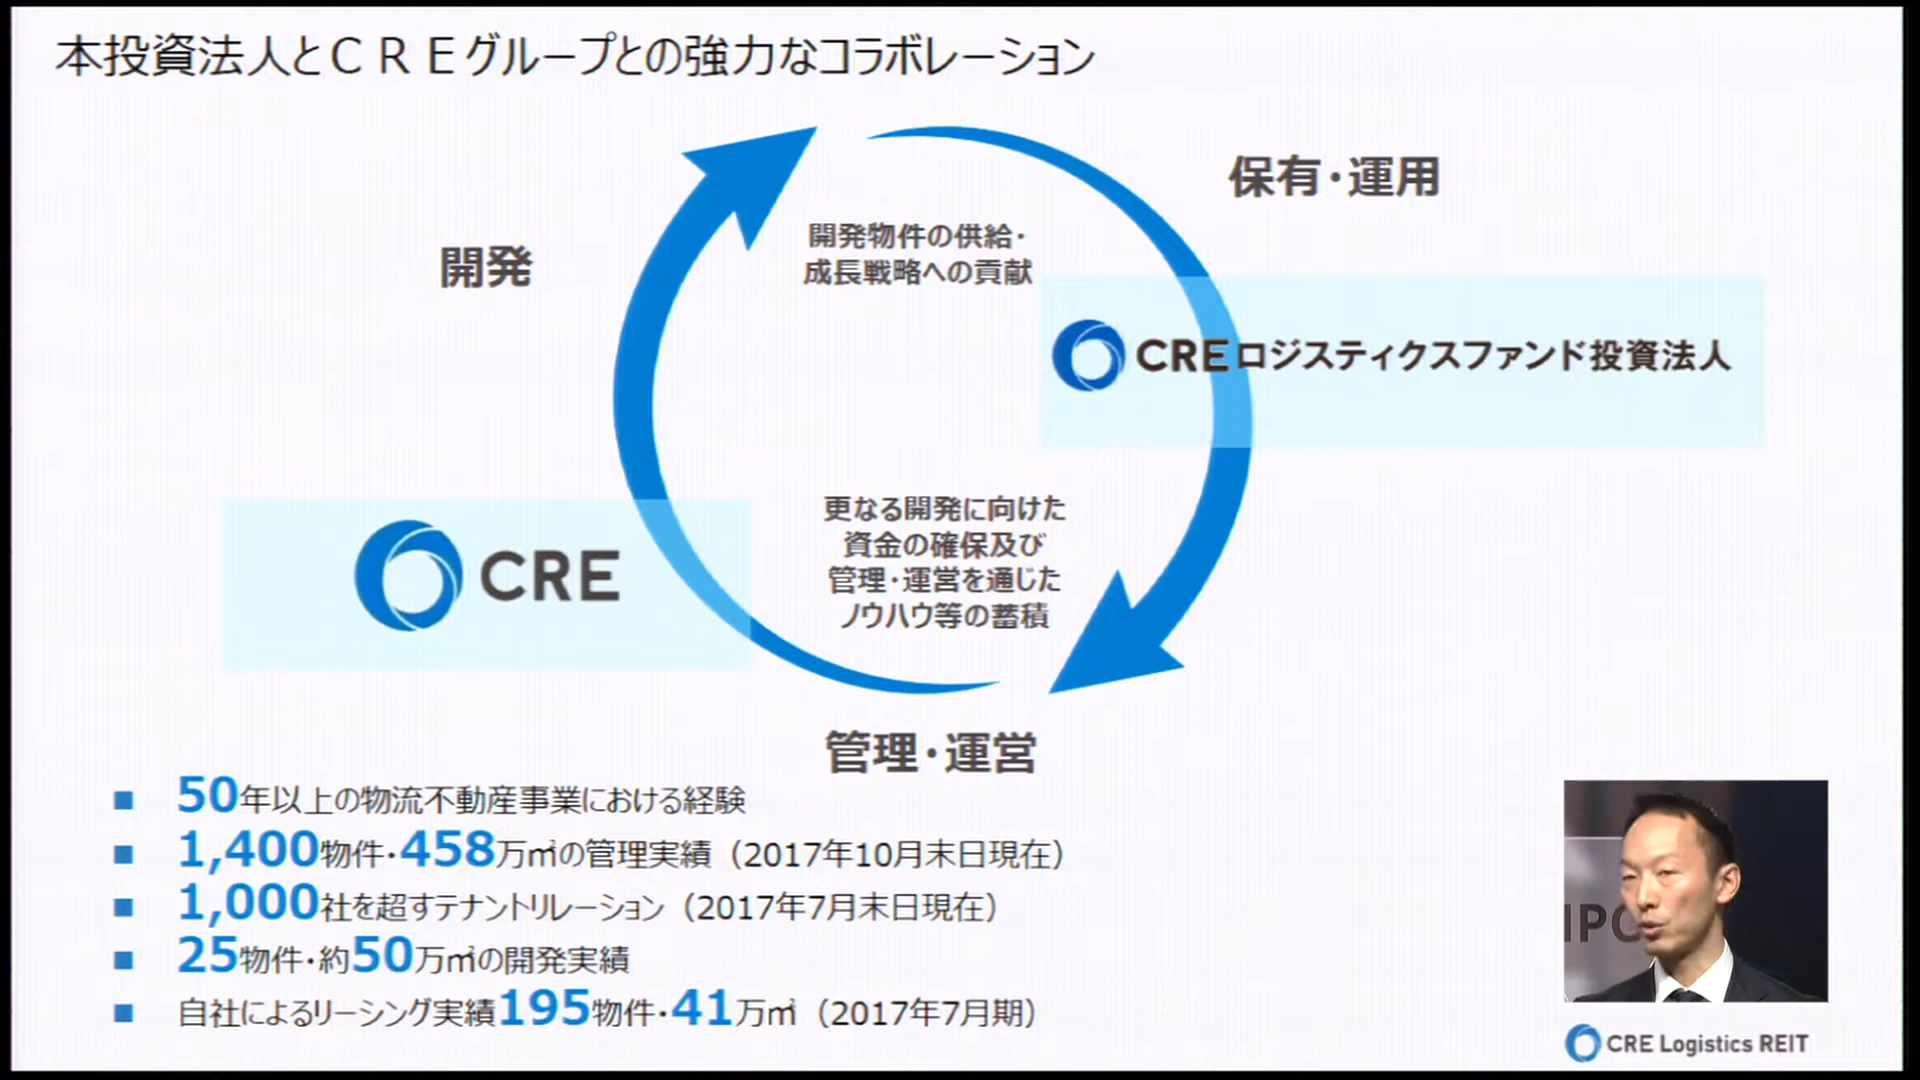 本投資法人とＣＲＥグループとの強力なコラボレーション
保有・運用
開発
開発物件の供給・
成長戦略への貢献
CREロジスティクスファンド投資法人
更なる開発に向けた
資金の確保及び
管理・運営を通じた
ノウハウ等の蓄積
CRE
管理・運営
■ 50年以上の物流不動産事業における経験
■ 1,400物件・458万㎡の管理実績（2017年10月末日現在）
■ 1,000社を超すテナントリレーション（2017年7月末日現在）
■ 25物件・約50万㎡の開発実績
■ 自社によるリーシング実績195物件・41万㎡（2017年7月期）
IPO
CRE Logistics REIT